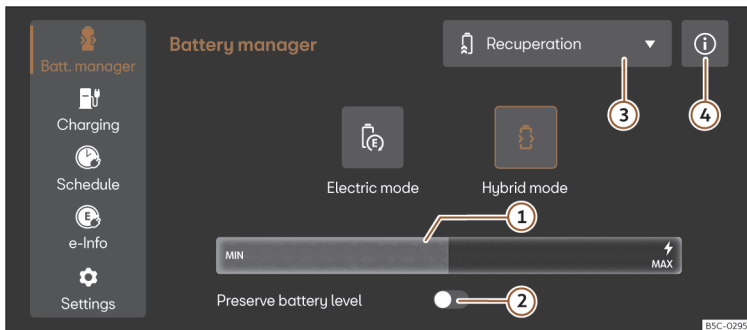 Batt. manager
Charging
Schedule
E
e-Info
Settings
Battery manager
Recuperation
i
3
4
E
Electric mode
Hybrid mode
1
MIN
MAX
Preserve battery level
2
B5C-0295